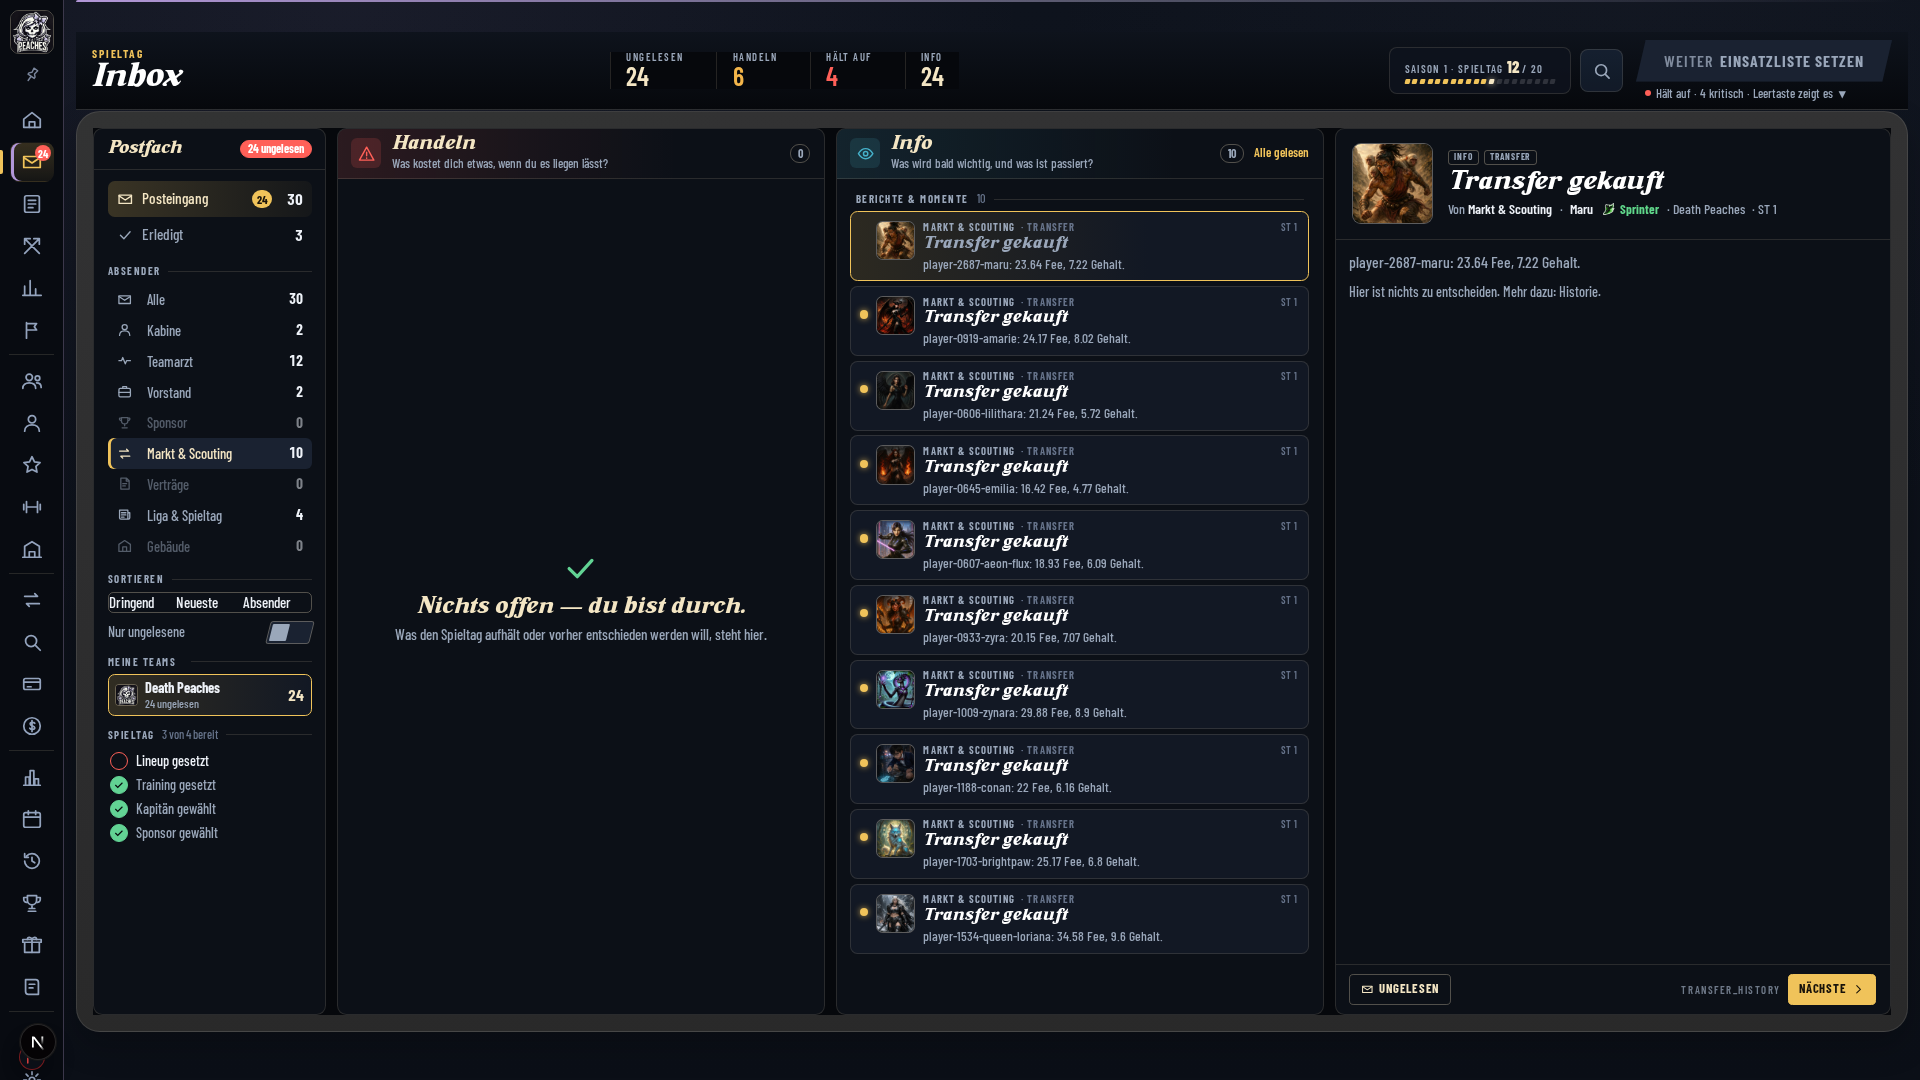 PEACHES
24
N
SPIELTAG
Inbox
UNGELESEN
24
HANDELN
6
HÄLT AUF
4
INFO
24
SAISON 1 · SPIELTAG 12 / 20
WEITER EINSATZLISTE SETZEN
Hält auf · 4 kritisch · Leertaste zeigt es ▼
Postfach
24 ungelesen
Posteingang 24 30
Erledigt 3
ABSENDER
Alle 30
Kabine 2
Teamarzt 12
Vorstand 2
Sponsor 0
Markt & Scouting 10
Verträge 0
Liga & Spieltag 4
Gebäude 0
SORTIEREN
Dringend Neueste Absender
Nur ungelesene
MEINE TEAMS
Death Peaches
24 ungelesen
24
SPIELTAG 3 von 4 bereit
Lineup gesetzt
Training gesetzt
Kapitän gewählt
Sponsor gewählt
Handeln
Was kostet dich etwas, wenn du es liegen lässt?
0
Nichts offen — du bist durch.
Was den Spieltag aufhält oder vorher entschieden werden will, steht hier.
Info
Was wird bald wichtig, und was ist passiert?
10
Alle gelesen
BERICHTE & MOMENTE 10
MARKT & SCOUTING · TRANSFER ST 1
Transfer gekauft
player-2687-maru: 23.64 Fee, 7.22 Gehalt.
MARKT & SCOUTING · TRANSFER ST 1
Transfer gekauft
player-0919-amarie: 24.17 Fee, 8.02 Gehalt.
MARKT & SCOUTING · TRANSFER ST 1
Transfer gekauft
player-0606-lilithara: 21.24 Fee, 5.72 Gehalt.
MARKT & SCOUTING · TRANSFER ST 1
Transfer gekauft
player-0645-emilia: 16.42 Fee, 4.77 Gehalt.
MARKT & SCOUTING · TRANSFER ST 1
Transfer gekauft
player-0607-aeon-flux: 18.93 Fee, 6.09 Gehalt.
MARKT & SCOUTING · TRANSFER ST 1
Transfer gekauft
player-0933-zyra: 20.15 Fee, 7.07 Gehalt.
MARKT & SCOUTING · TRANSFER ST 1
Transfer gekauft
player-1009-zynara: 29.88 Fee, 8.9 Gehalt.
MARKT & SCOUTING · TRANSFER ST 1
Transfer gekauft
player-1188-conan: 22 Fee, 6.16 Gehalt.
MARKT & SCOUTING · TRANSFER ST 1
Transfer gekauft
player-1703-brightpaw: 25.17 Fee, 6.8 Gehalt.
MARKT & SCOUTING · TRANSFER ST 1
Transfer gekauft
player-1534-queen-loriana: 34.58 Fee, 9.6 Gehalt.
INFO TRANSFER
Transfer gekauft
Von Markt & Scouting · Maru Sprinter · Death Peaches · ST 1
player-2687-maru: 23.64 Fee, 7.22 Gehalt.
Hier ist nichts zu entscheiden. Mehr dazu: Historie.
UNGELESEN
TRANSFER_HISTORY
NÄCHSTE